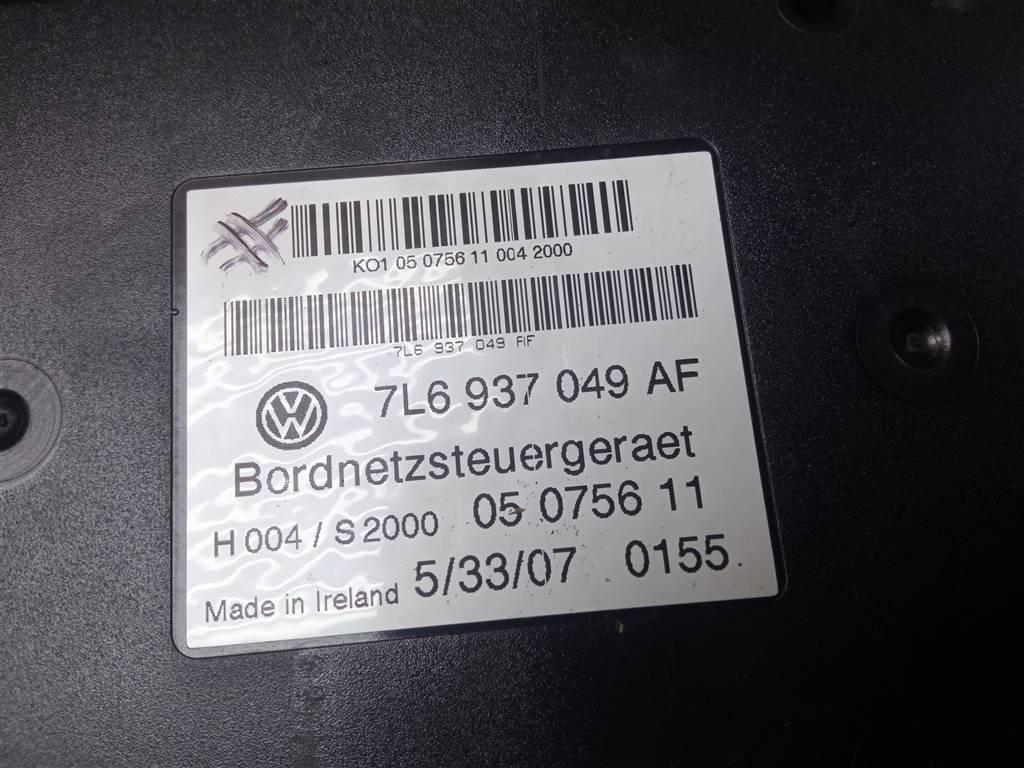 KO1 05 0756 11 004 2000
7L6 937 049 AF
7L6 937 049 AF
Bordnetzsteuergeraet
H 004 / S 2000 05 0756 11
Made in Ireland 5/33/07 0155